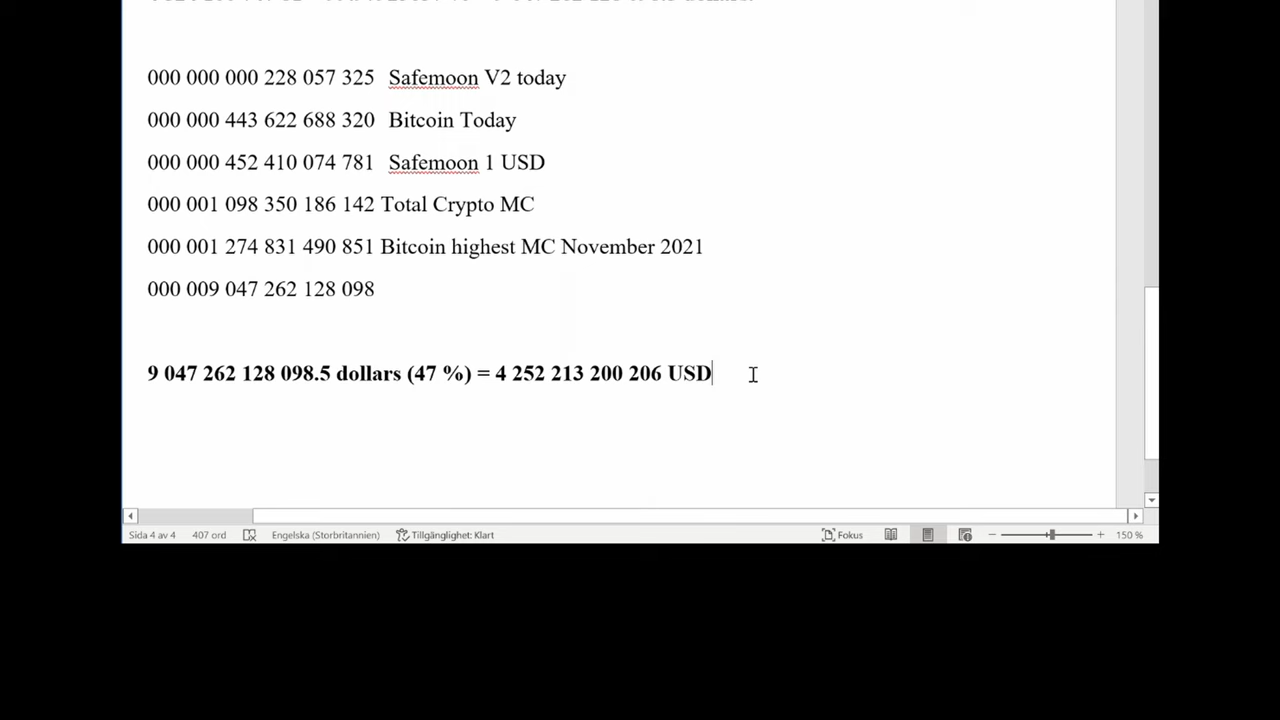 000 000 000 228 057 325 Safemoon V2 today
000 000 443 622 688 320 Bitcoin Today
000 000 452 410 074 781 Safemoon 1 USD
000 001 098 350 186 142 Total Crypto MC
000 001 274 831 490 851 Bitcoin highest MC November 2021
000 009 047 262 128 098
9 047 262 128 098.5 dollars (47 %) = 4 252 213 200 206 USD
Sida 4 av 4 407 ord Engelska (Storbritannien) Tillgänglighet: Klart Fokus 150 %